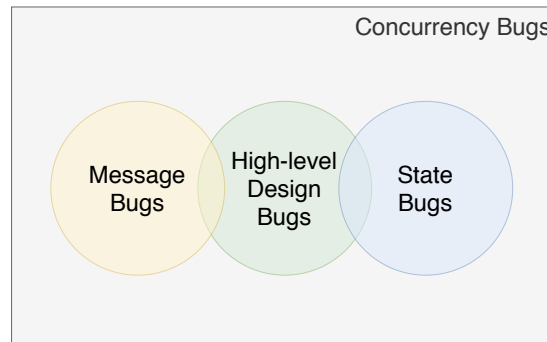 Concurrency Bugs
Message
Bugs
High-level
Design
Bugs
State
Bugs